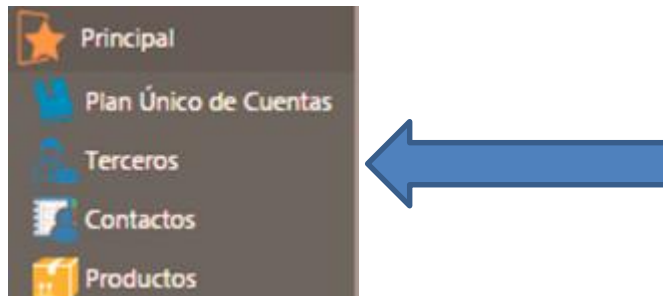 Principal
Plan Único de Cuentas
Terceros
Contactos
Productos